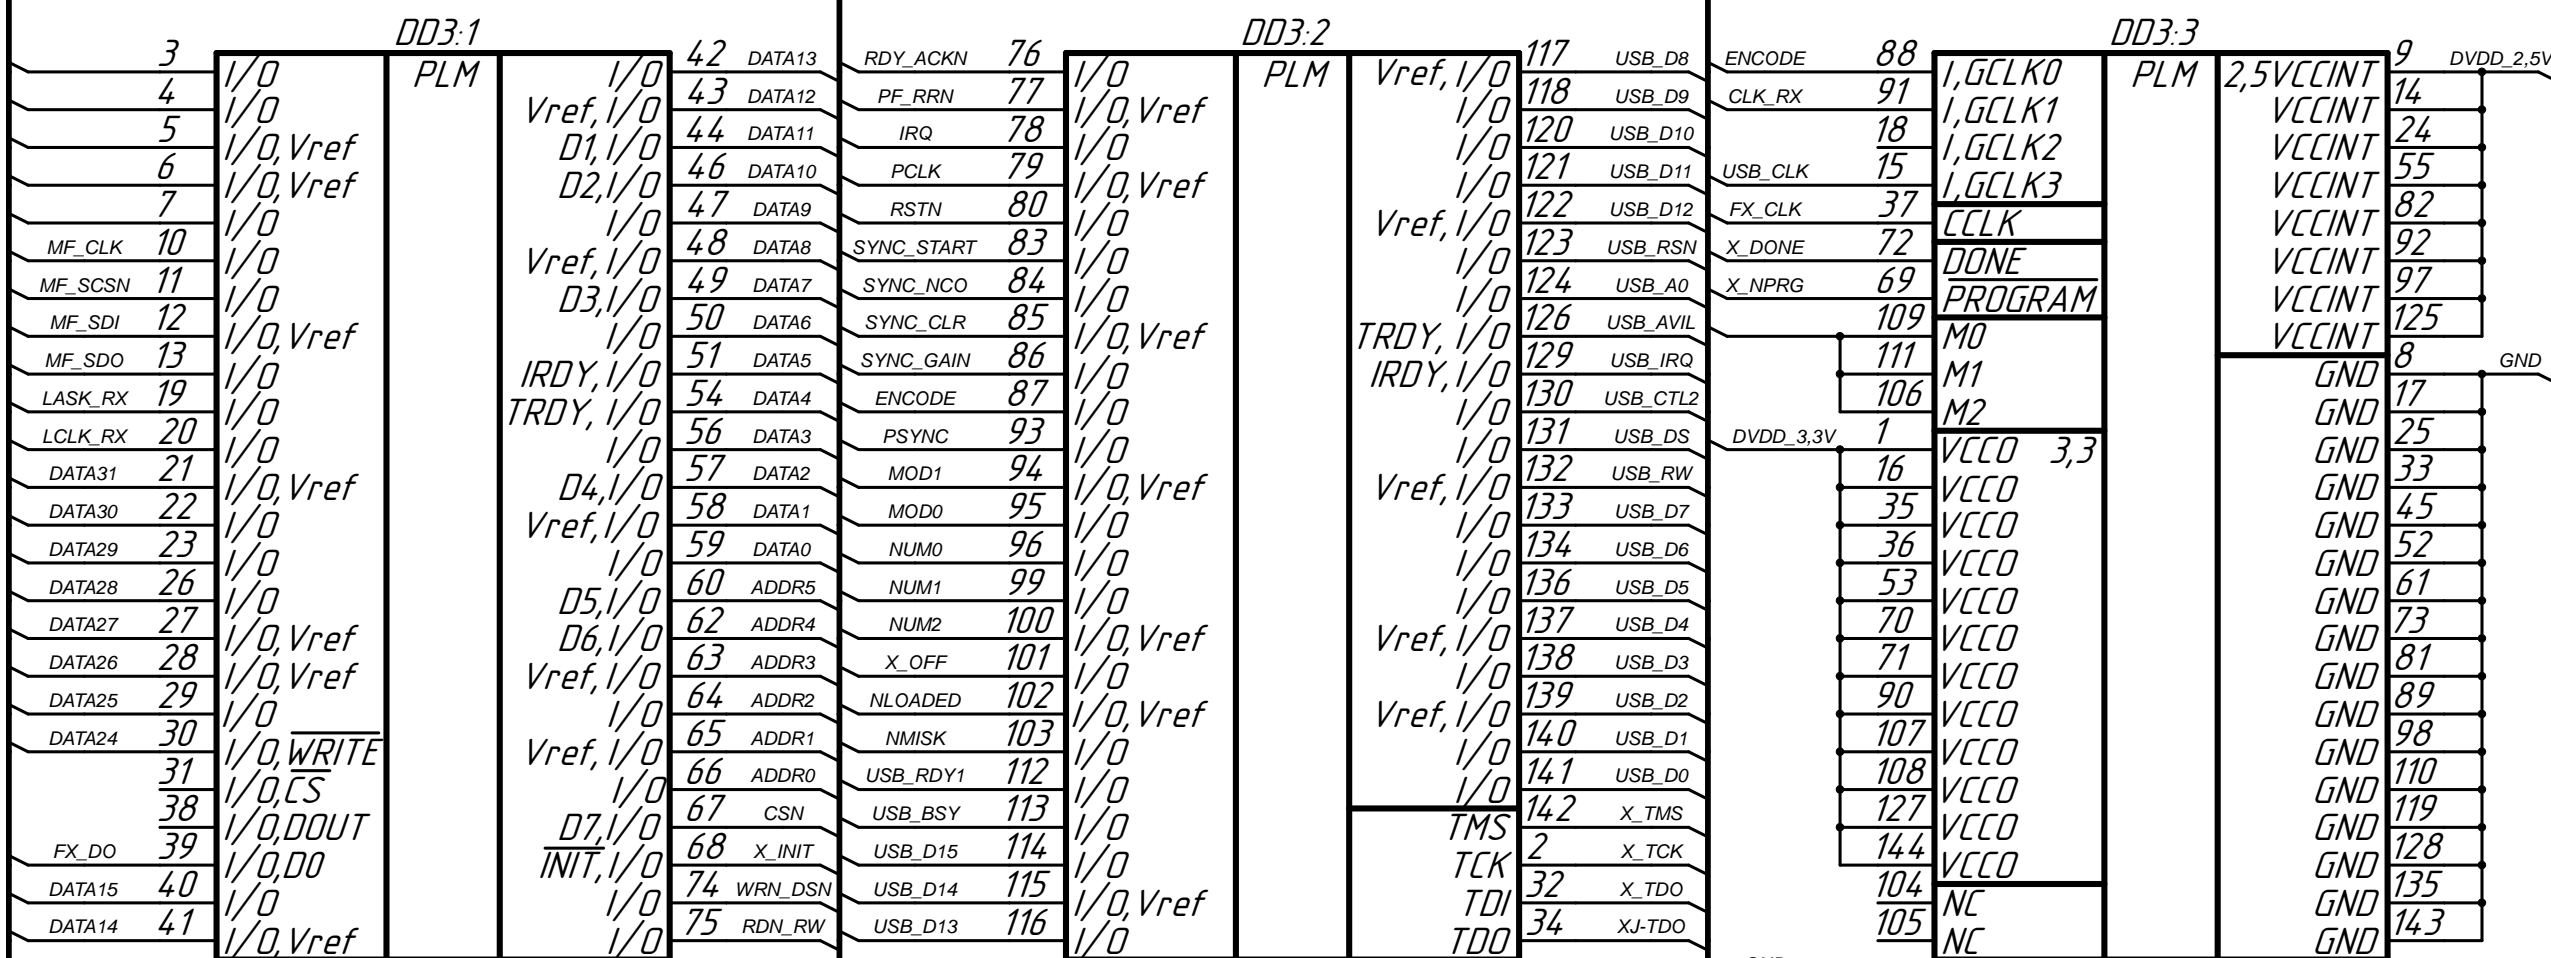 DD3:1 DD3:2 DD3:3
3 I/O PLM I/O 42 DATA13 RDY_ACKN 76 I/O PLM Vref, I/O 117 USB_D8 ENCODE 88 I,GCLK0 PLM 2,5VCCINT 9 DVDD_2,5V
4 I/O Vref, I/O 43 DATA12 PF_RRN 77 I/O,Vref I/O 118 USB_D9 CLK_RX 91 I,GCLK1 VCCINT 14
5 I/O,Vref D1,I/O 44 DATA11 IRQ 78 I/O I/O 120 USB_D10 18 I,GCLK2 VCCINT 24
6 I/O,Vref D2,I/O 46 DATA10 PCLK 79 I/O,Vref I/O 121 USB_D11 USB_CLK 15 I,GCLK3 VCCINT 55
7 I/O I/O 47 DATA9 RSTN 80 I/O Vref, I/O 122 USB_D12 FX_CLK 37 CCLK VCCINT 82
MF_CLK 10 I/O Vref, I/O 48 DATA8 SYNC_START 83 I/O I/O 123 USB_RSN X_DONE 72 DONE VCCINT 92
MF_SCSN 11 I/O D3,I/O 49 DATA7 SYNC_NCO 84 I/O I/O 124 USB_A0 X_NPRG 69 PROGRAM VCCINT 97
MF_SDI 12 I/O,Vref I/O 50 DATA6 SYNC_CLR 85 I/O,Vref TRDY, I/O 126 USB_AVIL 109 M0 VCCINT 125
MF_SDO 13 I/O IRDY, I/O 51 DATA5 SYNC_GAIN 86 I/O IRDY, I/O 129 USB_IRQ 111 M1 GND 8 GND
LASK_RX 19 I/O TRDY, I/O 54 DATA4 ENCODE 87 I/O I/O 130 USB_CTL2 106 M2 GND 17
LCLK_RX 20 I/O I/O 56 DATA3 PSYNC 93 I/O I/O 131 USB_DS DVDD_3,3V 1 VCCO 3,3 GND 25
DATA31 21 I/O,Vref D4,I/O 57 DATA2 MOD1 94 I/O,Vref Vref, I/O 132 USB_RW 16 VCCO GND 33
DATA30 22 I/O Vref, I/O 58 DATA1 MOD0 95 I/O I/O 133 USB_D7 35 VCCO GND 45
DATA29 23 I/O I/O 59 DATA0 NUM0 96 I/O I/O 134 USB_D6 36 VCCO GND 52
DATA28 26 I/O D5,I/O 60 ADDR5 NUM1 99 I/O I/O 136 USB_D5 53 VCCO GND 61
DATA27 27 I/O,Vref D6,I/O 62 ADDR4 NUM2 100 I/O,Vref Vref, I/O 137 USB_D4 70 VCCO GND 73
DATA26 28 I/O,Vref Vref, I/O 63 ADDR3 X_OFF 101 I/O I/O 138 USB_D3 71 VCCO GND 81
DATA25 29 I/O I/O 64 ADDR2 NLOADED 102 I/O,Vref Vref, I/O 139 USB_D2 90 VCCO GND 89
DATA24 30 I/O,WRITE Vref, I/O 65 ADDR1 NMISK 103 I/O I/O 140 USB_D1 107 VCCO GND 98
31 I/O,CS I/O 66 ADDR0 USB_RDY1 112 I/O I/O 141 USB_D0 108 VCCO GND 110
38 I/O,DOUT D7,I/O 67 CSN USB_BSY 113 I/O TMS 142 X_TMS 127 VCCO GND 119
FX_DO 39 I/O,D0 INIT, I/O 68 X_INIT USB_D15 114 I/O TCK 2 X_TCK 144 VCCO GND 128
DATA15 40 I/O I/O 74 WRN_DSN USB_D14 115 I/O,Vref TDI 32 X_TDO 104 NC GND 135
DATA14 41 I/O,Vref I/O 75 RDN_RW USB_D13 116 I/O TDO 34 XJ-TDO 105 NC GND 143